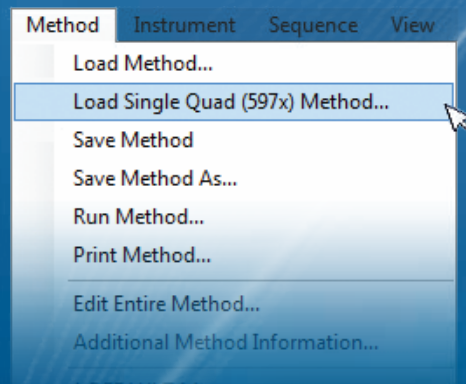 Method Instrument Sequence View
Load Method...
Load Single Quad (597x) Method...
Save Method
Save Method As...
Run Method...
Print Method...
Edit Entire Method...
Additional Method Information...